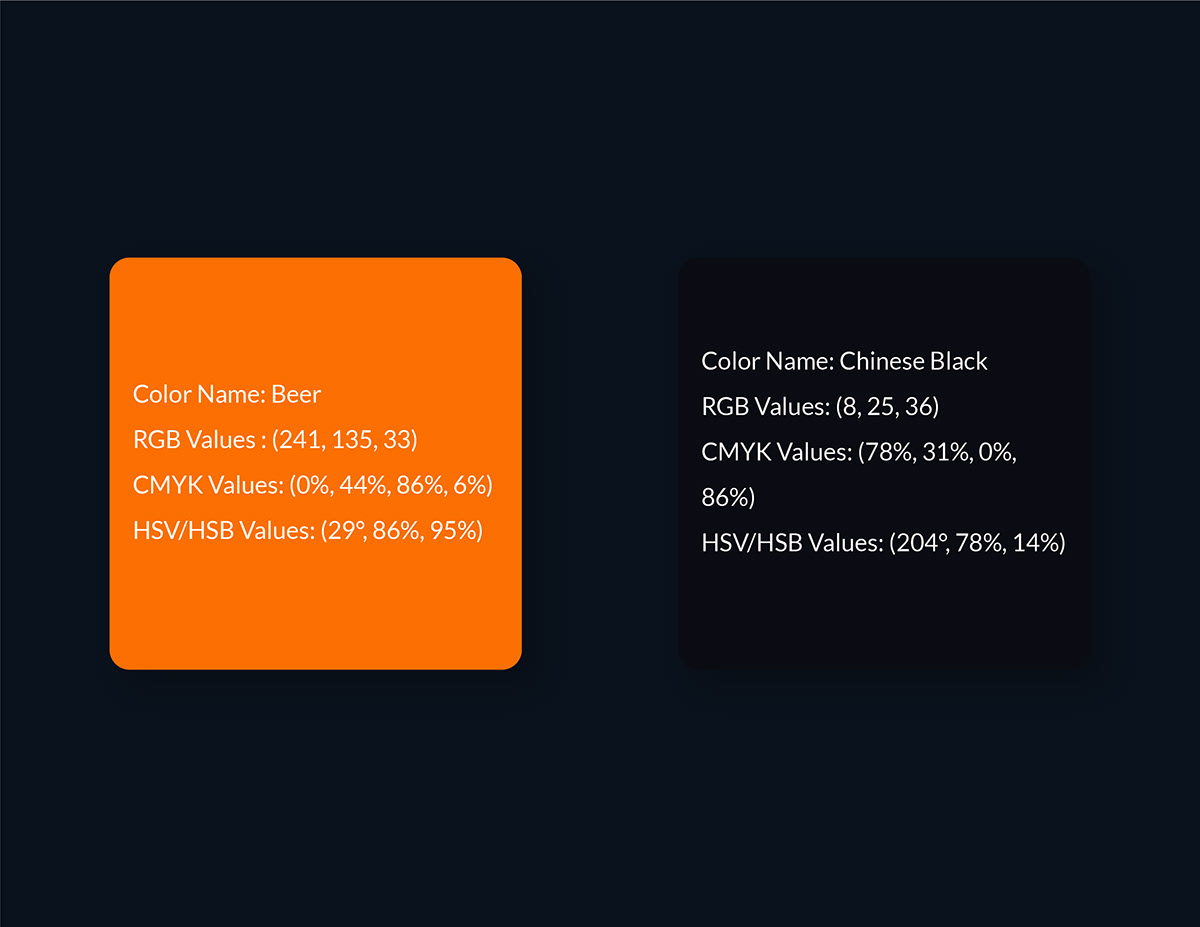 Color Name: Beer
RGB Values : (241, 135, 33)
CMYK Values: (0%, 44%, 86%, 6%)
HSV/HSB Values: (29°, 86%, 95%)
Color Name: Chinese Black
RGB Values: (8, 25, 36)
CMYK Values: (78%, 31%, 0%,
86%)
HSV/HSB Values: (204°, 78%, 14%)